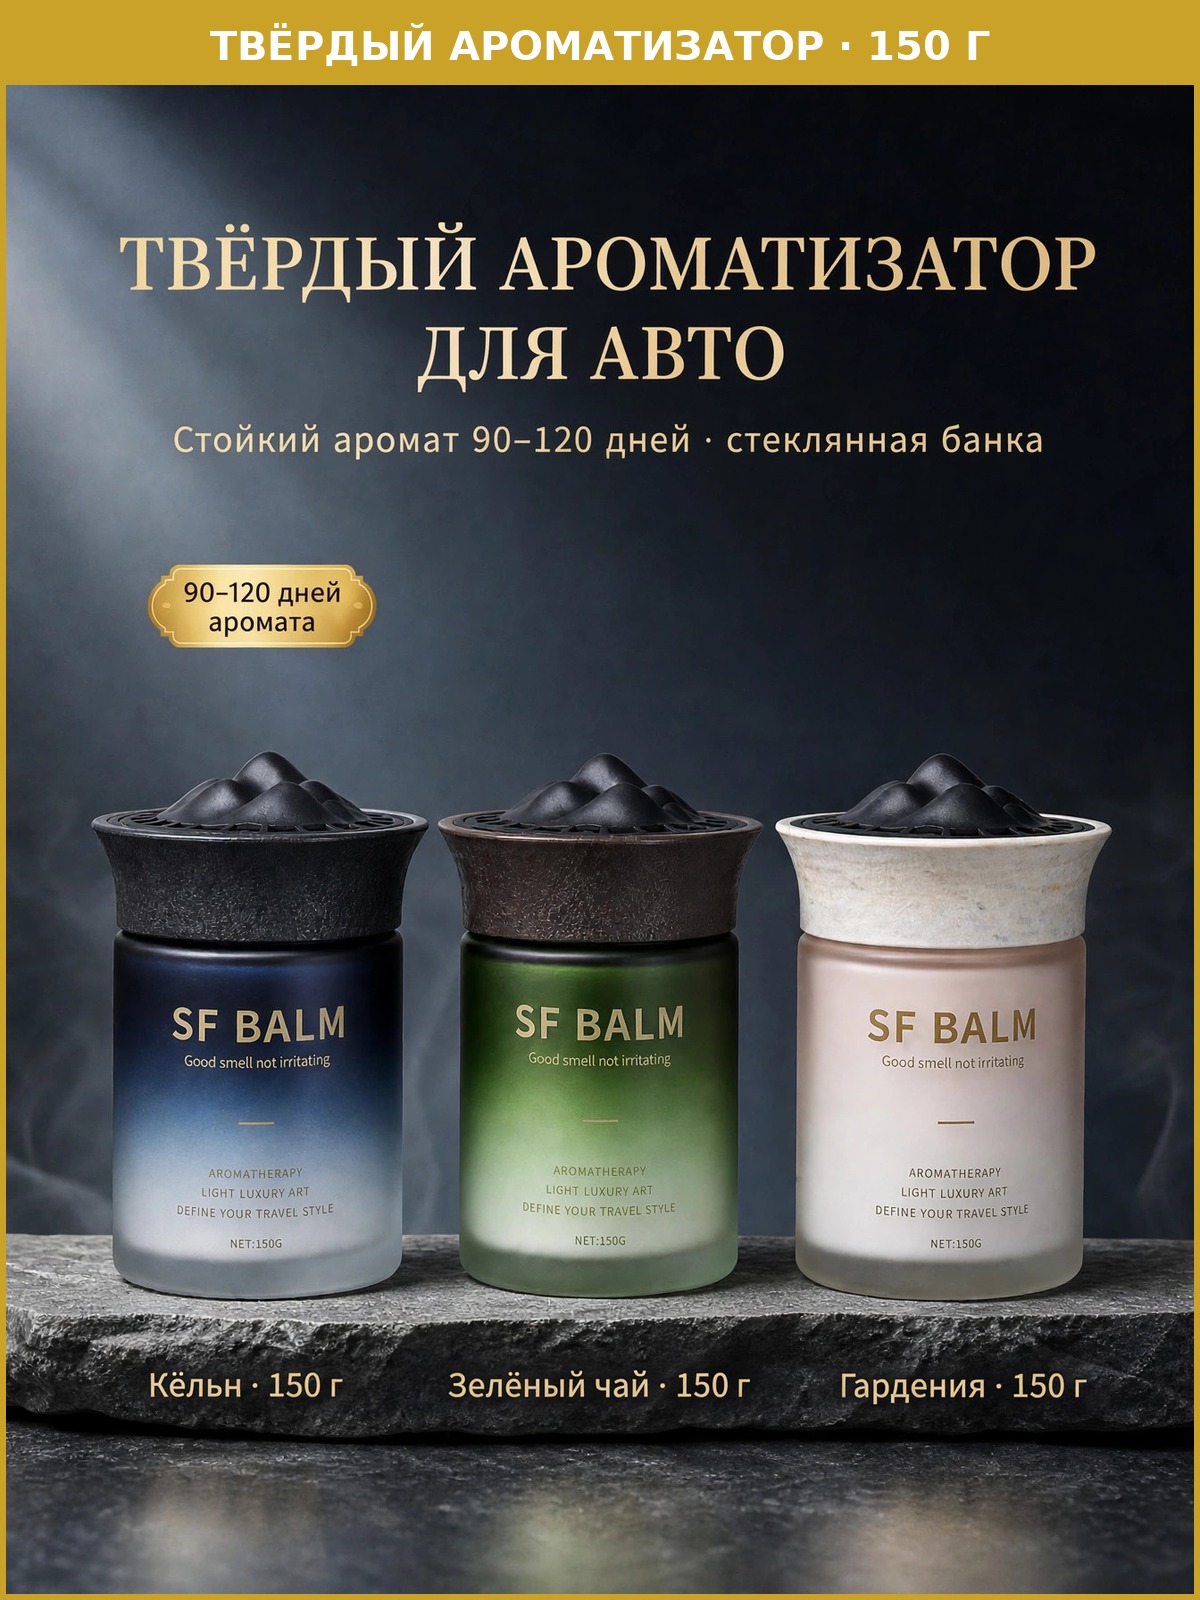 ТВЁРДЫЙ АРОМАТИЗАТОР · 150 Г
ТВЁРДЫЙ АРОМАТИЗАТОР
ДЛЯ АВТО
Стойкий аромат 90–120 дней · стеклянная банка
90–120 дней
аромата
SF BALM
Good smell not irritating
AROMATHERAPY
LIGHT LUXURY ART
DEFINE YOUR TRAVEL STYLE
NET:150G
SF BALM
Good smell not irritating
AROMATHERAPY
LIGHT LUXURY ART
DEFINE YOUR TRAVEL STYLE
NET:150G
SF BALM
Good smell not irritating
AROMATHERAPY
LIGHT LUXURY ART
DEFINE YOUR TRAVEL STYLE
NET:150G
Кёльн · 150 г
Зелёный чай · 150 г
Гардения · 150 г